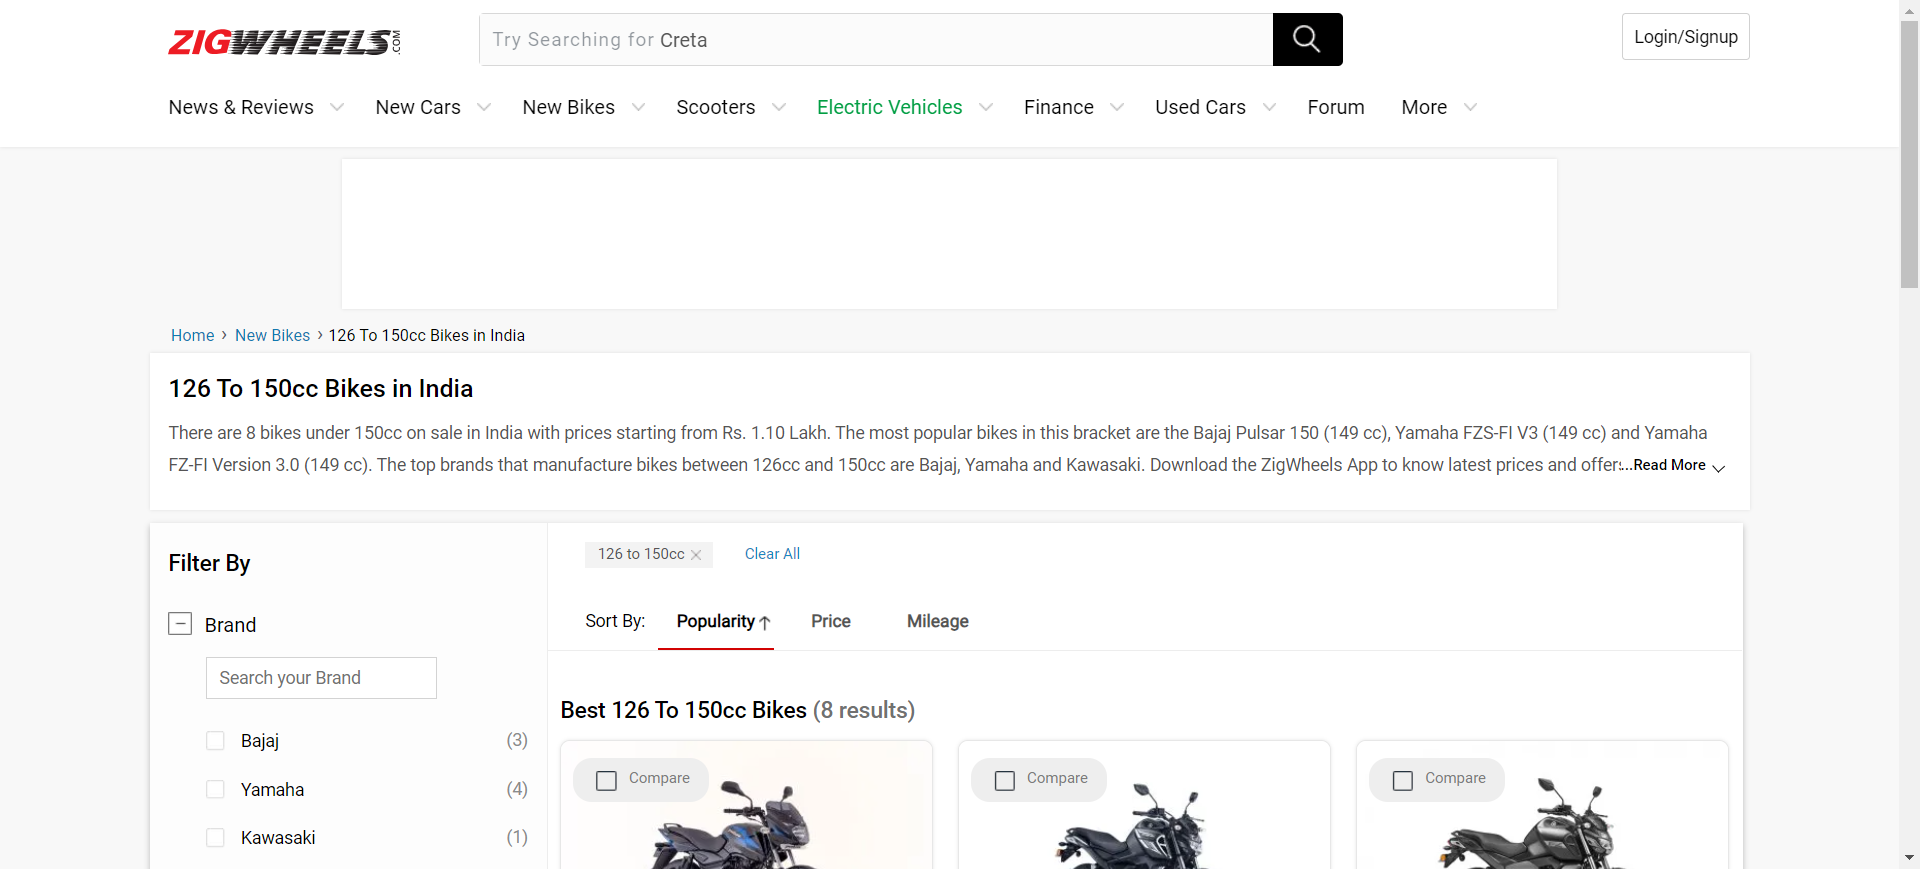 ZIGWHEELS.COM
Try Searching for Creta
Login/Signup
News & Reviews New Cars New Bikes Scooters Electric Vehicles Finance Used Cars Forum More
Home › New Bikes › 126 To 150cc Bikes in India
126 To 150cc Bikes in India
There are 8 bikes under 150cc on sale in India with prices starting from Rs. 1.10 Lakh. The most popular bikes in this bracket are the Bajaj Pulsar 150 (149 cc), Yamaha FZS-FI V3 (149 cc) and Yamaha
FZ-FI Version 3.0 (149 cc). The top brands that manufacture bikes between 126cc and 150cc are Bajaj, Yamaha and Kawasaki. Download the ZigWheels App to know latest prices and offer...Read More
Filter By
Brand
Search your Brand
Bajaj (3)
Yamaha (4)
Kawasaki (1)
126 to 150cc Clear All
Sort By: Popularity Price Mileage
Best 126 To 150cc Bikes (8 results)
Compare Compare Compare